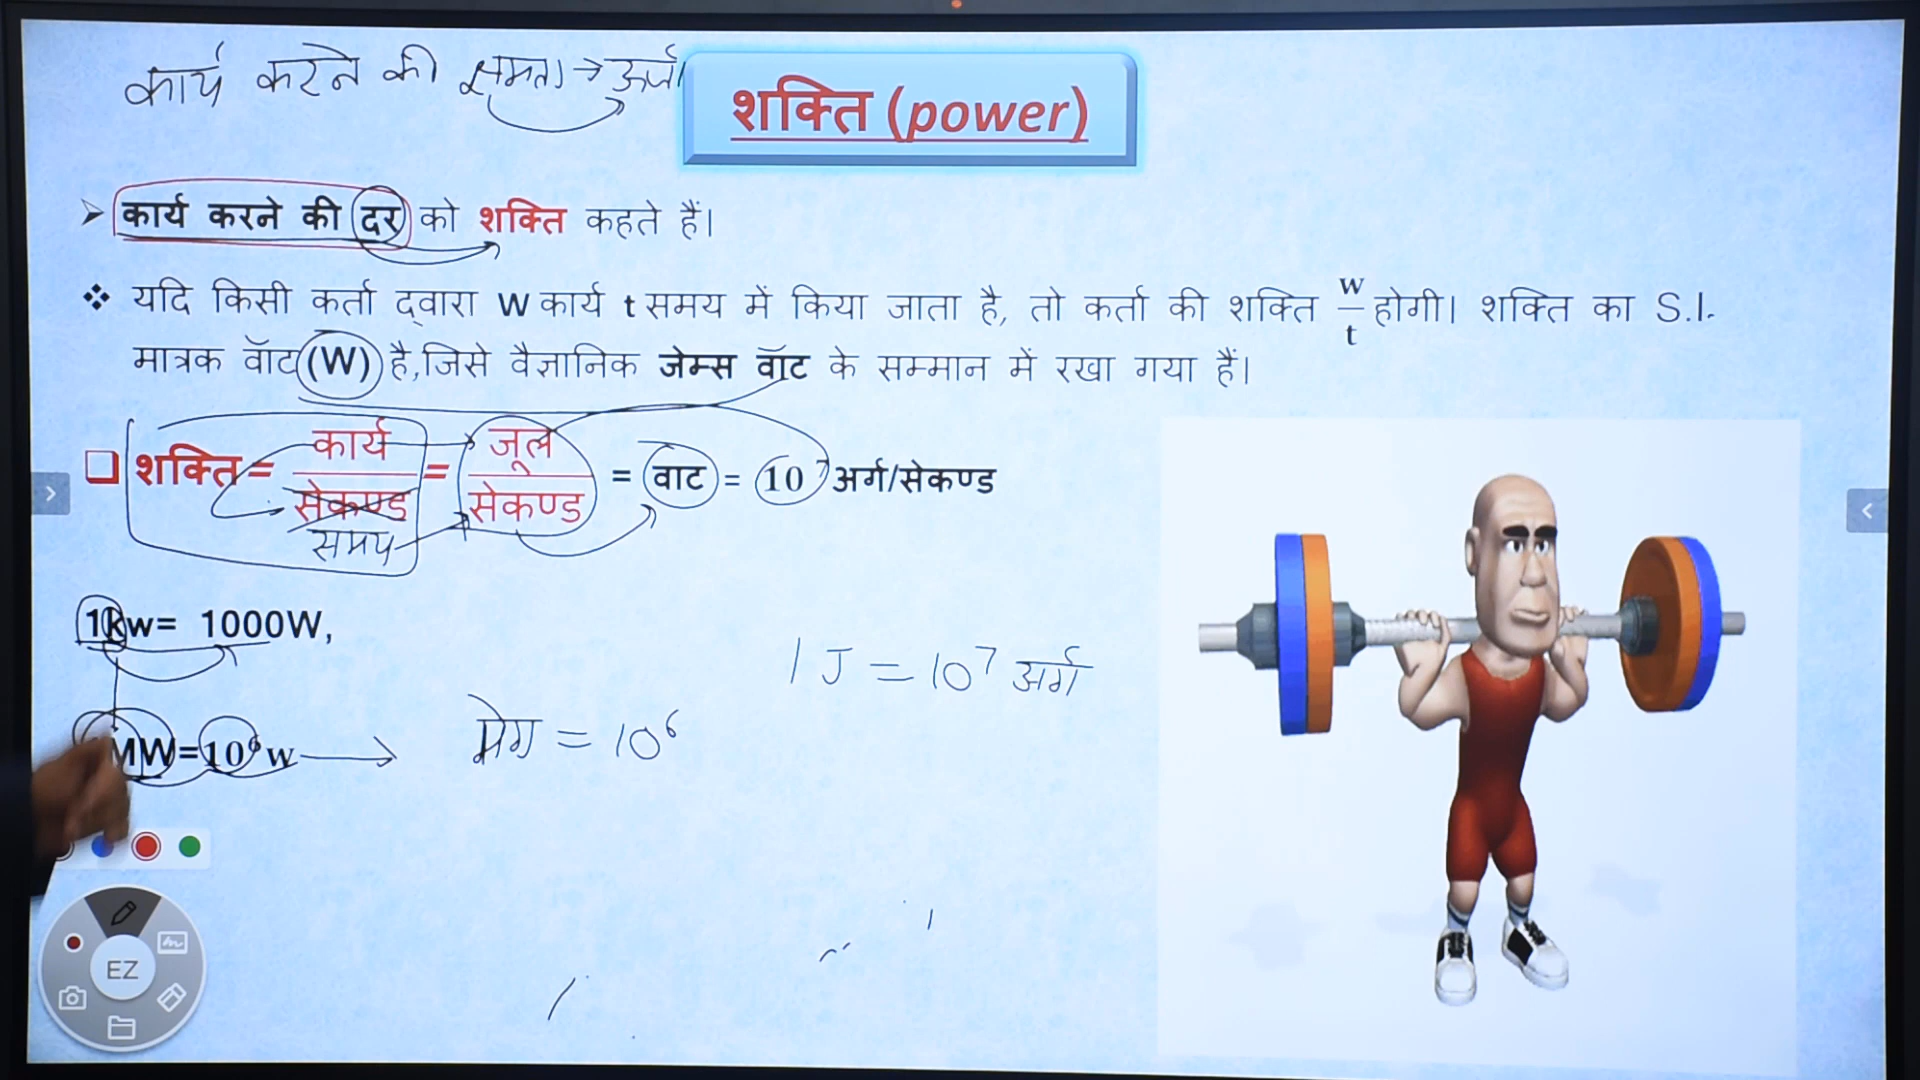 कार्य करने की क्षमता → ऊर्जा
शक्ति (power)
➢ कार्य करने की दर को शक्ति कहते हैं।
❖ यदि किसी कर्ता द्वारा W कार्य t समय में किया जाता है, तो कर्ता की शक्ति w/t होगी। शक्ति का S.I.
मात्रक वॉट (W) है,जिसे वैज्ञानिक जेम्स वॉट के सम्मान में रखा गया हैं।
❑ शक्ति = कार्य/सेकण्ड = जूल/सेकण्ड = वाट = 10⁷ अर्ग/सेकण्ड
समय
1kw= 1000W,
1 J = 10⁷ अर्ग
MW=10⁶ w →
मेगा = 10⁶
EZ